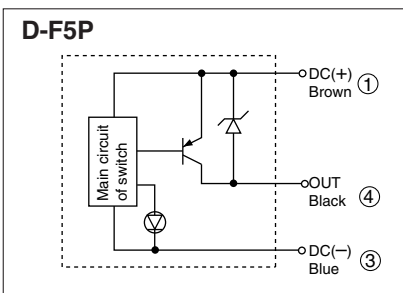 D-F5P
DC(+)
Brown ①
Main circuit
of switch
OUT
Black ④
DC(−)
Blue ③